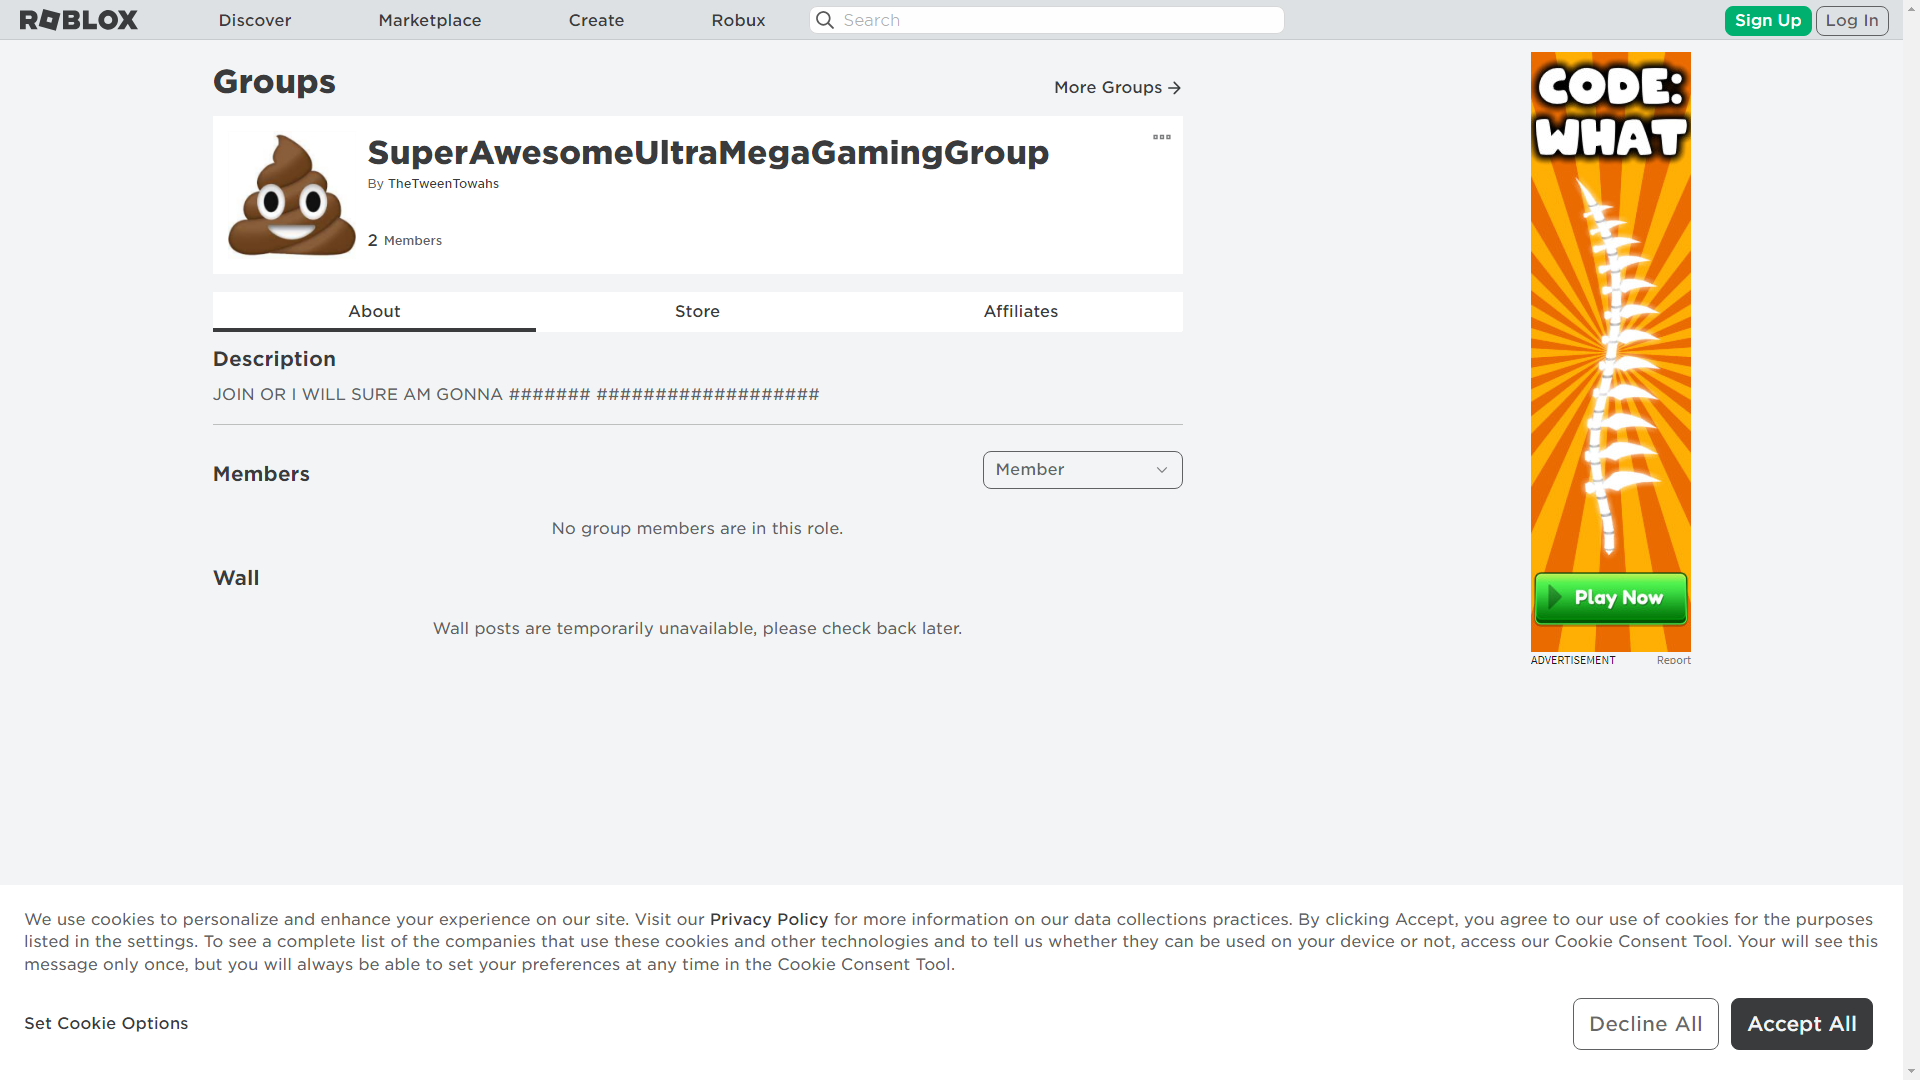 ROBLOX
Discover
Marketplace
Create
Robux
Search
Sign Up
Log In
Groups
More Groups
SuperAwesomeUltraMegaGamingGroup
By TheTweenTowahs
2 Members
About
Store
Affiliates
Description
JOIN OR I WILL SURE AM GONNA ####### ###################
Members
Member
No group members are in this role.
Wall
Wall posts are temporarily unavailable, please check back later.
CODE:
WHAT
Play Now
ADVERTISEMENT
Report
We use cookies to personalize and enhance your experience on our site. Visit our Privacy Policy for more information on our data collections practices. By clicking Accept, you agree to our use of cookies for the purposes
listed in the settings. To see a complete list of the companies that use these cookies and other technologies and to tell us whether they can be used on your device or not, access our Cookie Consent Tool. Your will see this
message only once, but you will always be able to set your preferences at any time in the Cookie Consent Tool.
Set Cookie Options
Decline All
Accept All